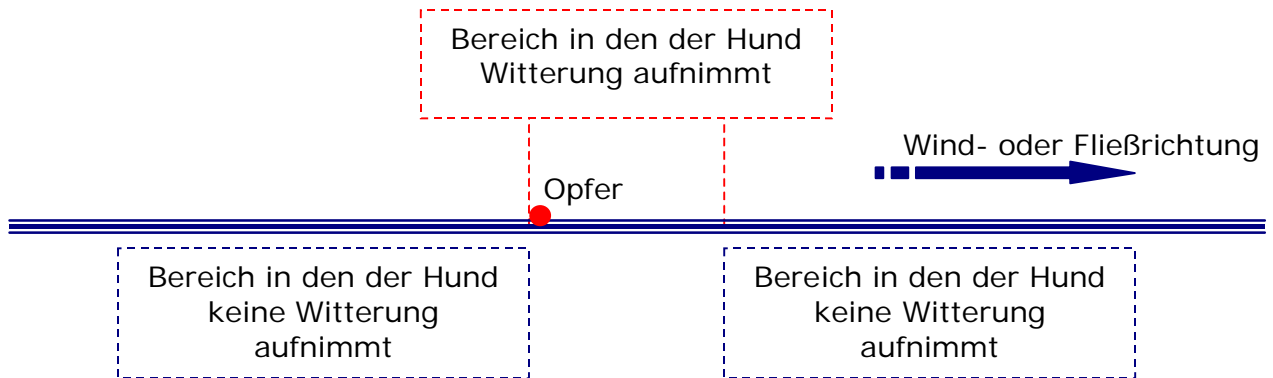 Bereich in den der Hund
Witterung aufnimmt
Wind- oder Fließrichtung
Opfer
Bereich in den der Hund
keine Witterung
aufnimmt
Bereich in den der Hund
keine Witterung
aufnimmt